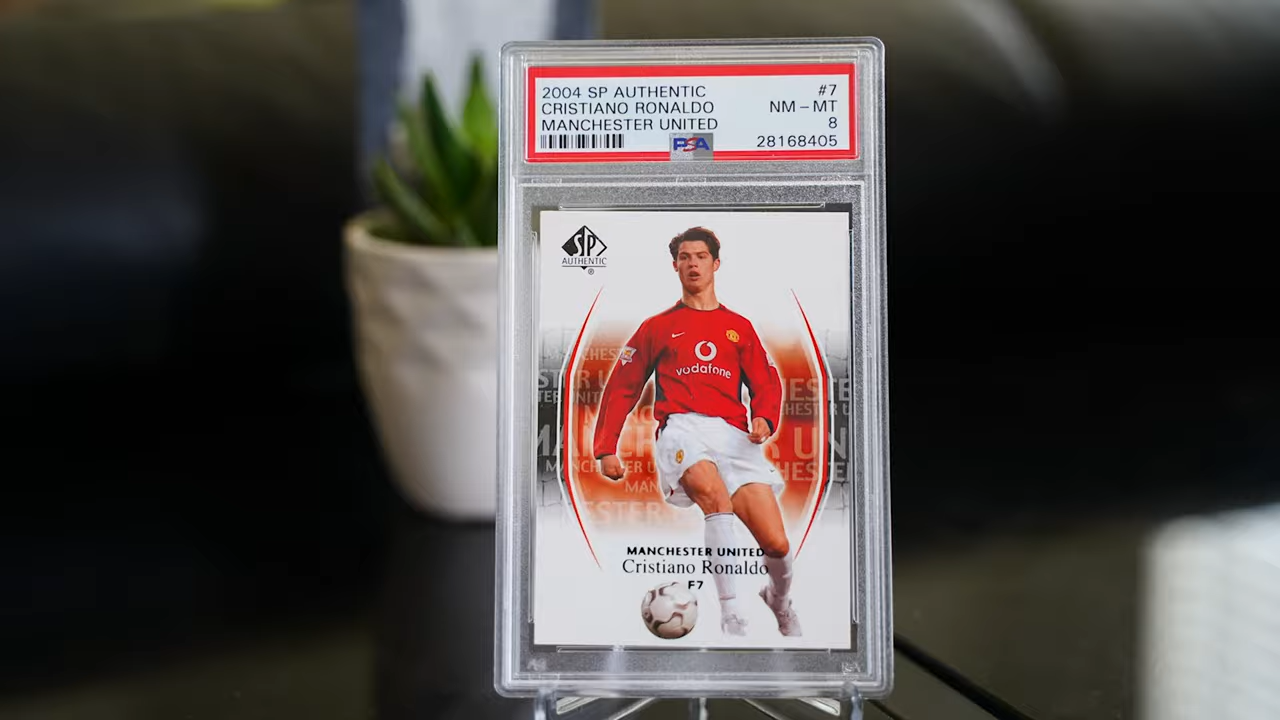 2004 SP AUTHENTIC #7
CRISTIANO RONALDO NM – MT
MANCHESTER UNITED 8
PSA 28168405
SP
AUTHENTIC
®
vodafone
MANCHESTER UNITED
Cristiano Ronaldo
F7